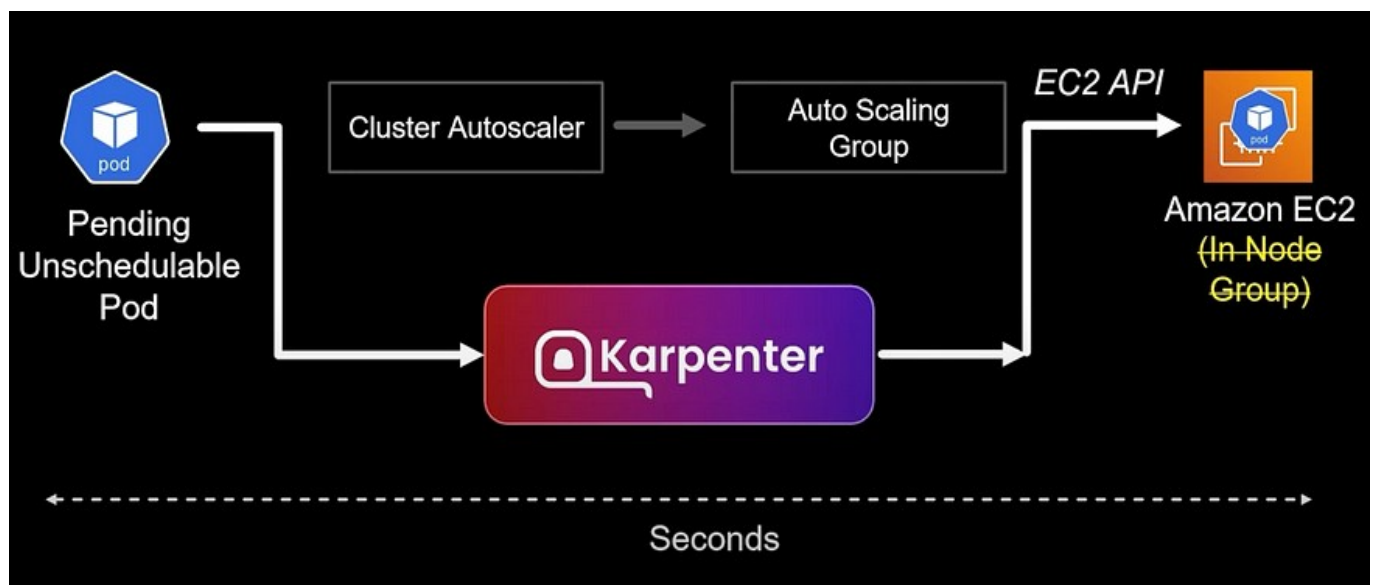 pod
Pending
Unschedulable
Pod
Cluster Autoscaler
Auto Scaling
Group
EC2 API
pod
Amazon EC2
(In Node
Group)
Karpenter
Seconds